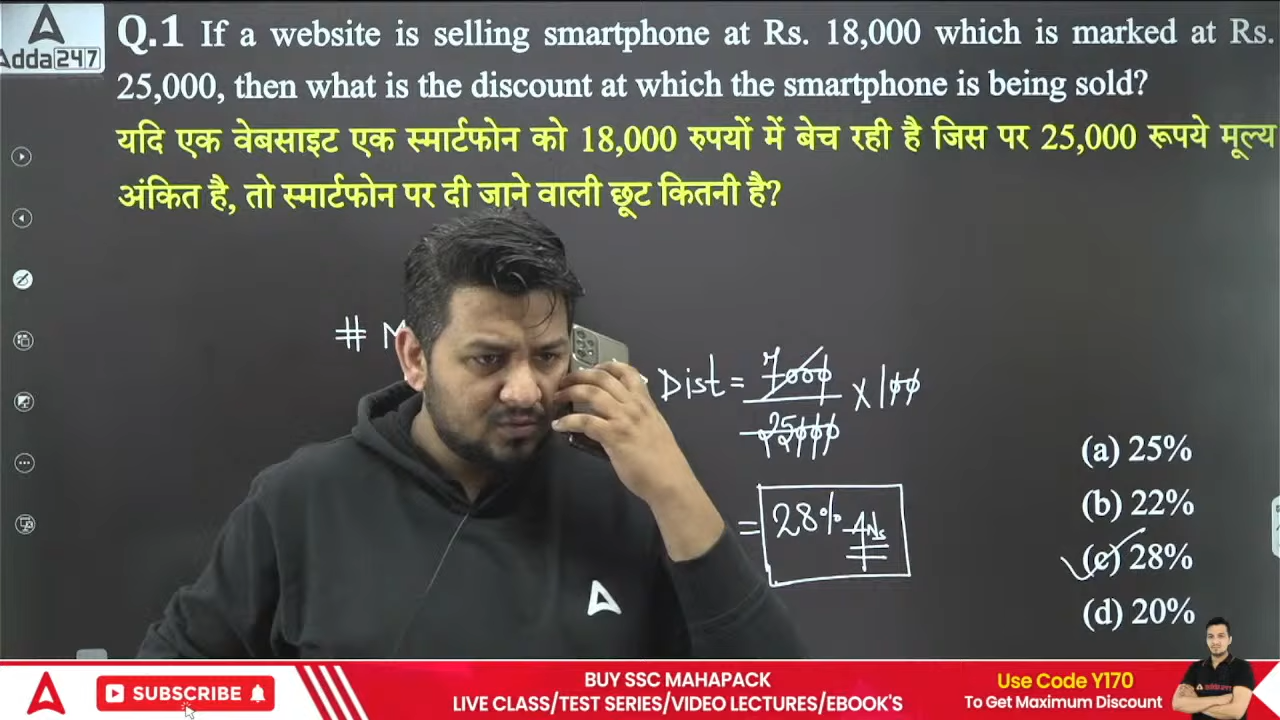 Adda247
Q.1 If a website is selling smartphone at Rs. 18,000 which is marked at Rs.
25,000, then what is the discount at which the smartphone is being sold?
यदि एक वेबसाइट एक स्मार्टफोन को 18,000 रुपयों में बेच रही है जिस पर 25,000 रूपये मूल्य
अंकित है, तो स्मार्टफोन पर दी जाने वाली छूट कितनी है?
#
Dist = 7000 / 25000 × 100
= 28% Ans
(a) 25%
(b) 22%
(c) 28%
(d) 20%
SUBSCRIBE
BUY SSC MAHAPACK
LIVE CLASS/TEST SERIES/VIDEO LECTURES/EBOOK'S
Use Code Y170
To Get Maximum Discount